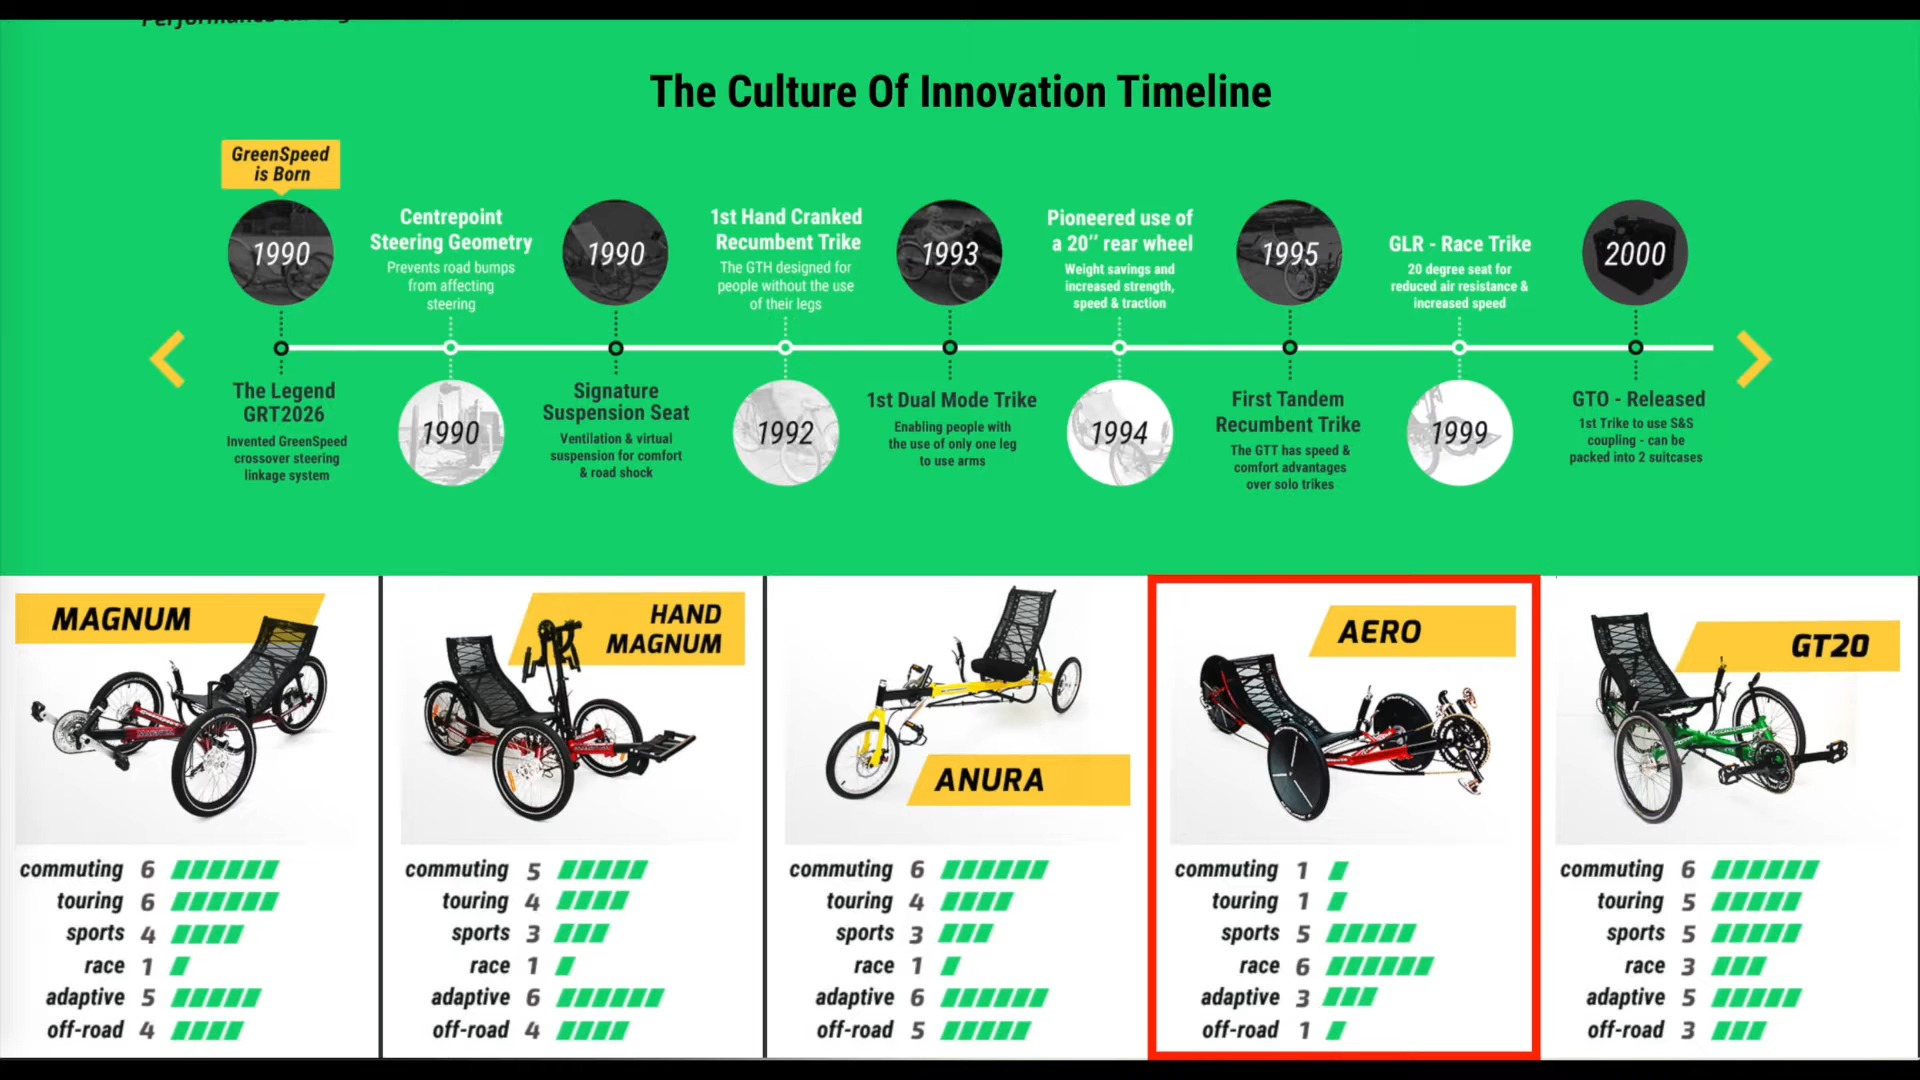 The Culture Of Innovation Timeline
GreenSpeed
is Born
1990
The Legend
GRT2026
Invented GreenSpeed
crossover steering
linkage system
Centrepoint
Steering Geometry
Prevents road bumps
from affecting
steering
1990
1990
Signature
Suspension Seat
Ventilation & virtual
suspension for comfort
& road shock
1st Hand Cranked
Recumbent Trike
The GTH designed for
people without the use
of their legs
1992
1993
1st Dual Mode Trike
Enabling people with
the use of only one leg
to use arms
Pioneered use of
a 20″ rear wheel
Weight savings and
increased strength,
speed & traction
1994
1995
First Tandem
Recumbent Trike
The GTT has speed &
comfort advantages
over solo trikes
GLR - Race Trike
20 degree seat for
reduced air resistance &
increased speed
1999
2000
GTO - Released
1st Trike to use S&S
coupling - can be
packed into 2 suitcases
MAGNUM
commuting 6
touring 6
sports 4
race 1
adaptive 5
off-road 4
HAND
MAGNUM
commuting 5
touring 4
sports 3
race 1
adaptive 6
off-road 4
ANURA
commuting 6
touring 4
sports 3
race 1
adaptive 6
off-road 5
AERO
commuting 1
touring 1
sports 5
race 6
adaptive 3
off-road 1
GT20
commuting 6
touring 5
sports 5
race 3
adaptive 5
off-road 3